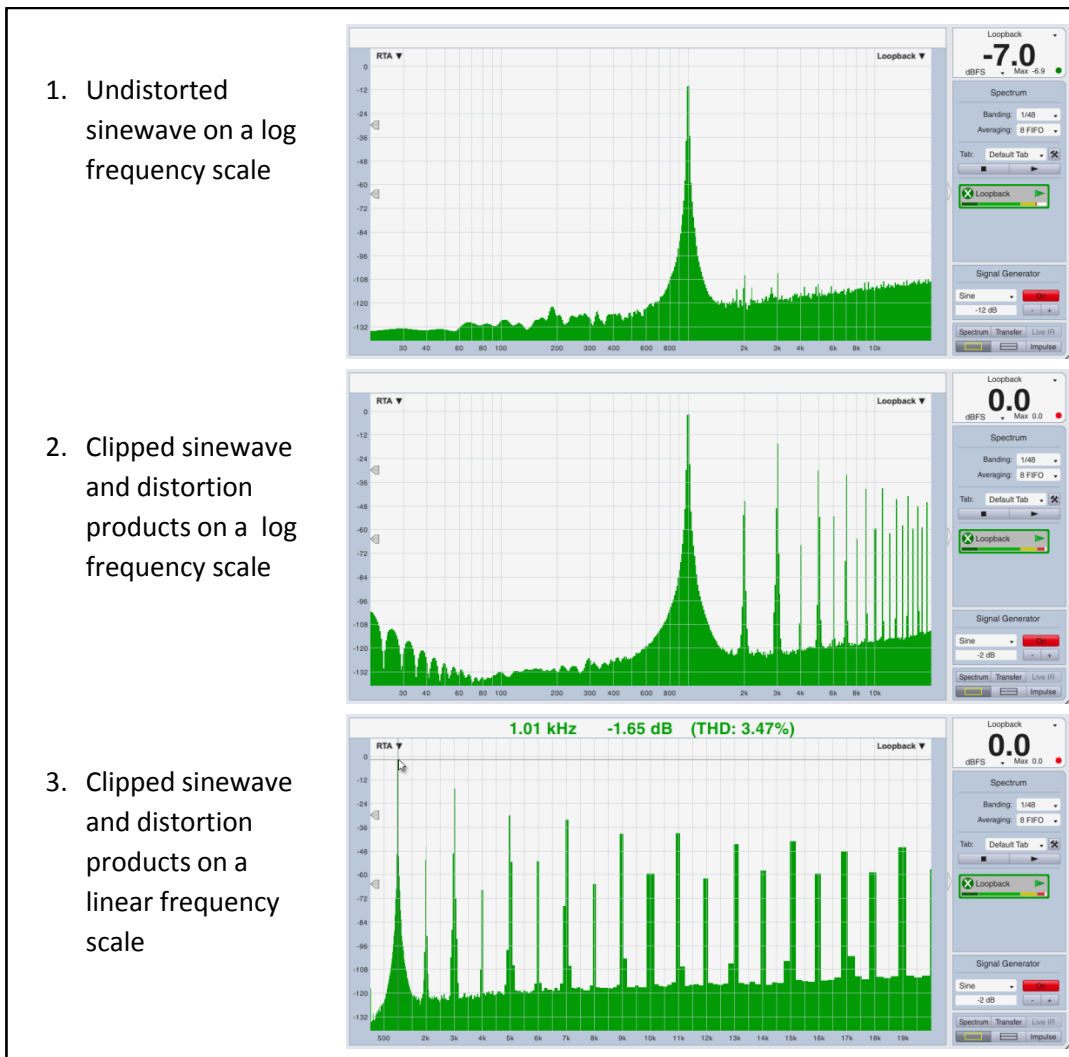 1. Undistorted
sinewave on a log
frequency scale
RTA ▼
Loopback ▼
0
-12
-24
-36
-48
-60
-72
-84
-96
-108
-120
-132
30 40 60 80 100 200 300 400 600 800 2k 3k 4k 6k 8k 10k
Loopback
-7.0
dBFS Max -6.9
Spectrum
Banding: 1/48
Averaging: 8 FIFO
Tab: Default Tab
Loopback
Signal Generator
Sine On
-12 dB - +
Spectrum Transfer Live IR
Impulse
2. Clipped sinewave
and distortion
products on a log
frequency scale
RTA ▼
Loopback ▼
0
-12
-24
-36
-48
-60
-72
-84
-96
-108
-120
-132
30 40 60 80 100 200 300 400 600 800 2k 3k 4k 6k 8k 10k
Loopback
0.0
dBFS Max 0.0
Spectrum
Banding: 1/48
Averaging: 8 FIFO
Tab: Default Tab
Loopback
Signal Generator
Sine On
-2 dB - +
Spectrum Transfer Live IR
Impulse
3. Clipped sinewave
and distortion
products on a
linear frequency
scale
1.01 kHz -1.65 dB (THD: 3.47%)
RTA ▼
Loopback ▼
0
-12
-24
-36
-48
-60
-72
-84
-96
-108
-120
-132
500 2k 3k 4k 5k 6k 7k 8k 9k 10k 11k 12k 13k 14k 15k 16k 17k 18k 19k
Loopback
0.0
dBFS Max 0.0
Spectrum
Banding: 1/48
Averaging: 8 FIFO
Tab: Default Tab
Loopback
Signal Generator
Sine On
-2 dB - +
Spectrum Transfer Live IR
Impulse